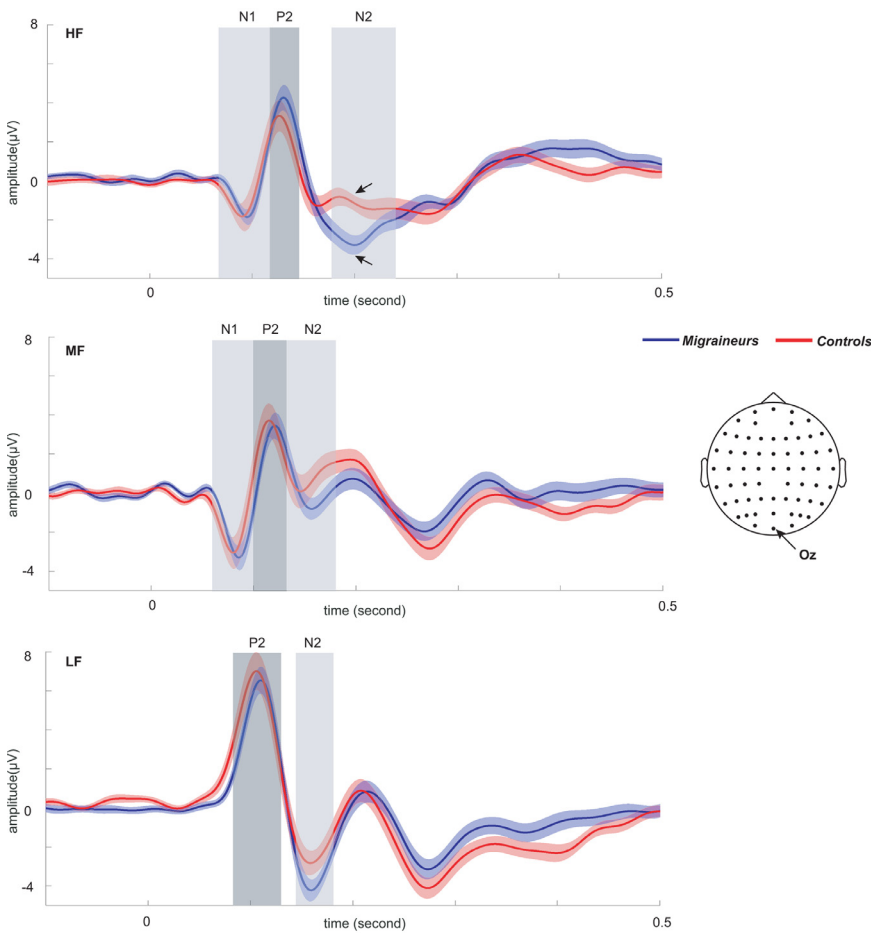 N1 P2 N2
8
HF
amplitude(μV)
0
-4
0 0.5
time (second)
N1 P2 N2
8
MF
Migraineurs Controls
amplitude(μV)
0
-4
0 0.5
time (second)
Oz
P2 N2
8
LF
amplitude(μV)
0
-4
0 0.5
time (second)